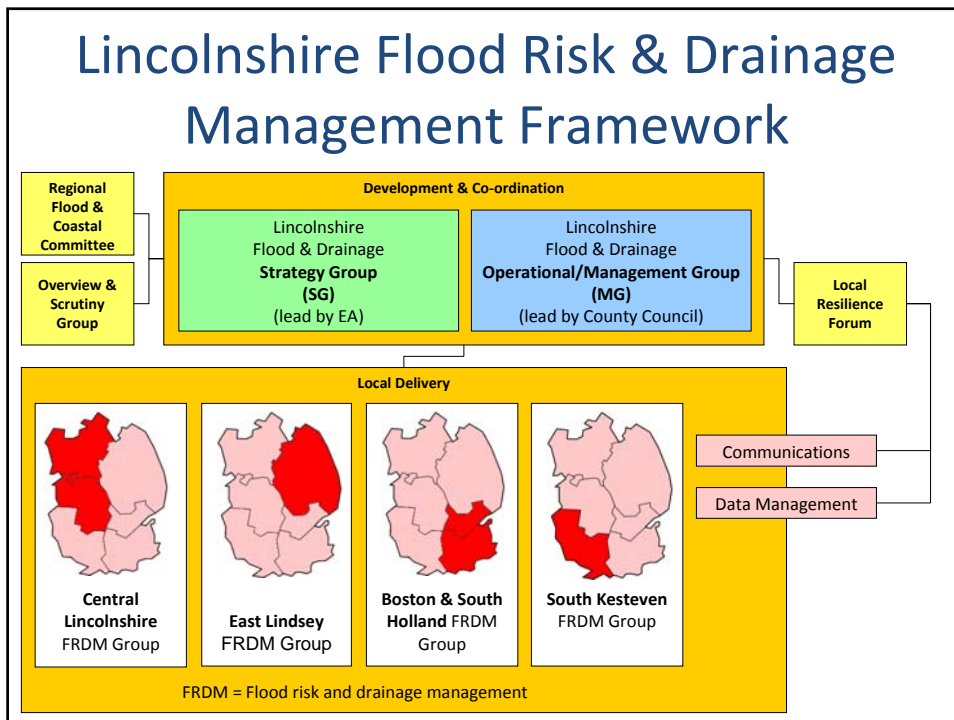 Lincolnshire Flood Risk & Drainage
Management Framework
Regional
Flood &
Coastal
Committee
Overview &
Scrutiny
Group
Development & Co-ordination
Lincolnshire
Flood & Drainage
Strategy Group
(SG)
(lead by EA)
Lincolnshire
Flood & Drainage
Operational/Management Group
(MG)
(lead by County Council)
Local
Resilience
Forum
Local Delivery
Central
Lincolnshire
FRDM Group
East Lindsey
FRDM Group
Boston & South
Holland FRDM
Group
South Kesteven
FRDM Group
Communications
Data Management
FRDM = Flood risk and drainage management